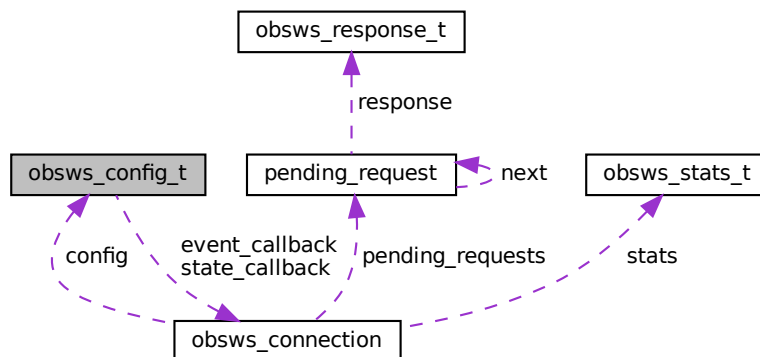 obsws_response_t
response
obsws_config_t
pending_request
next
obsws_stats_t
config
event_callback
state_callback
pending_requests
stats
obsws_connection